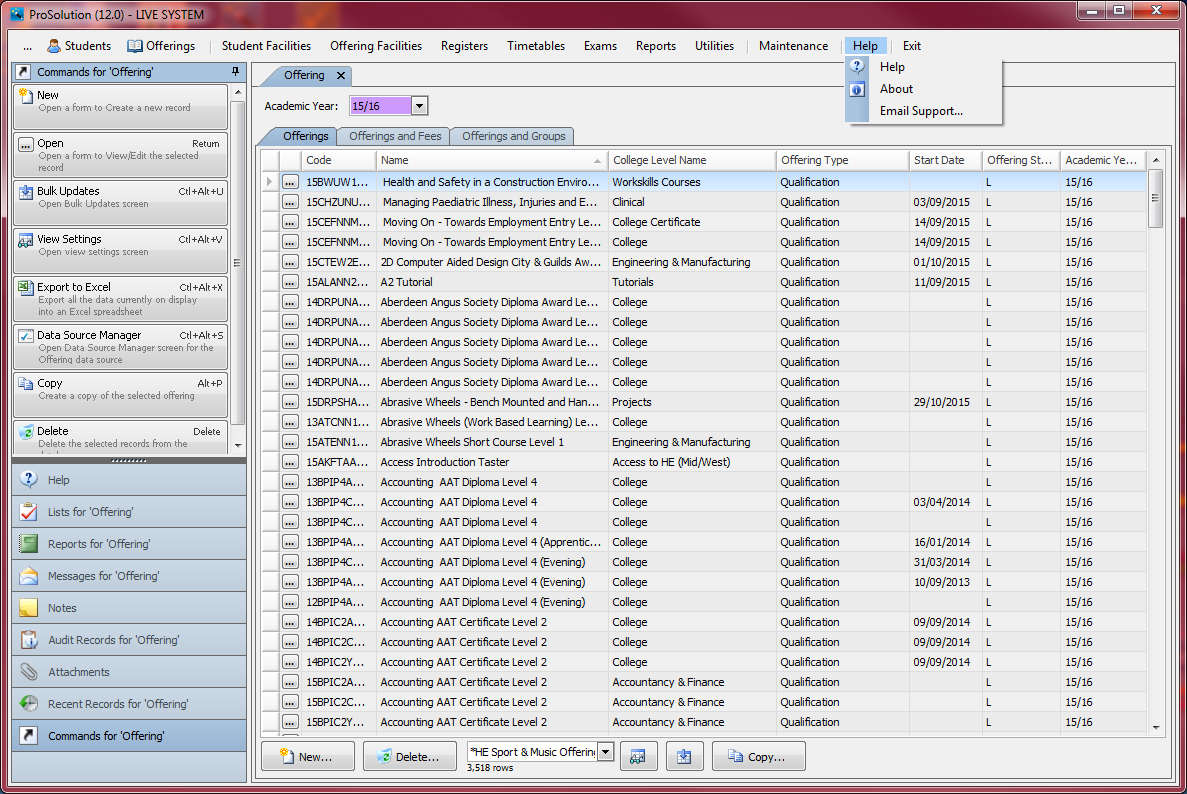 ProSolution (12.0) - LIVE SYSTEM
... Students Offerings Student Facilities Offering Facilities Registers Timetables Exams Reports Utilities Maintenance Help Exit
Help
About
Email Support...
Commands for 'Offering'
New
Open a form to Create a new record
Open Return
Open a form to View/Edit the selected
record
Bulk Updates Ctl+Alt+U
Open Bulk Updates screen
View Settings Ctl+Alt+V
Open view settings screen
Export to Excel Ctl+Alt+X
Export all the data currently on display
into an Excel spreadsheet
Data Source Manager Ctl+Alt+S
Open Data Source Manager screen for the
Offering data source
Copy Alt+P
Create a copy of the selected offering
Delete Delete
Delete the selected records from the
Help
Lists for 'Offering'
Reports for 'Offering'
Messages for 'Offering'
Notes
Audit Records for 'Offering'
Attachments
Recent Records for 'Offering'
Commands for 'Offering'
Offering
Academic Year: 15/16
Offerings Offerings and Fees Offerings and Groups
Code Name College Level Name Offering Type Start Date Offering St... Academic Ye...
15BWUW1... Health and Safety in a Construction Enviro... Workskills Courses Qualification L 15/16
15CHZUNU... Managing Paediatric Illness, Injuries and E... Clinical Qualification 03/09/2015 L 15/16
15CEFNNM... Moving On - Towards Employment Entry Le... College Certificate Qualification 14/09/2015 L 15/16
15CEFNNM... Moving On - Towards Employment Entry Le... College Qualification 14/09/2015 L 15/16
15CTEW2E... 2D Computer Aided Design City & Guilds Aw... Engineering & Manufacturing Qualification 01/10/2015 L 15/16
15ALANN2... A2 Tutorial Tutorials Qualification 11/09/2015 L 15/16
14DRPUNA... Aberdeen Angus Society Diploma Award Le... College Qualification L 15/16
14DRPUNA... Aberdeen Angus Society Diploma Award Le... College Qualification L 15/16
14DRPUNA... Aberdeen Angus Society Diploma Award Le... College Qualification L 15/16
14DRPUNA... Aberdeen Angus Society Diploma Award Le... College Qualification L 15/16
14DRPUNA... Aberdeen Angus Society Diploma Award Le... College Qualification L 15/16
15DRPSHA... Abrasive Wheels - Bench Mounted and Han... Projects Qualification 29/10/2015 L 15/16
13ATCNN1... Abrasive Wheels (Work Based Learning) Le... College Qualification L 15/16
15ATENN1... Abrasive Wheels Short Course Level 1 Engineering & Manufacturing Qualification L 15/16
15AKFTAA... Access Introduction Taster Access to HE (Mid/West) Qualification L 15/16
13BPIP4A... Accounting AAT Diploma Level 4 College Qualification L 15/16
13BPIP4C... Accounting AAT Diploma Level 4 College Qualification 03/04/2014 L 15/16
13BPIP4C... Accounting AAT Diploma Level 4 College Qualification L 15/16
13BPIP4A... Accounting AAT Diploma Level 4 (Apprentic... College Qualification 16/01/2014 L 15/16
13BPIP4C... Accounting AAT Diploma Level 4 (Evening) College Qualification 31/03/2014 L 15/16
13BPIP4A... Accounting AAT Diploma Level 4 (Evening) College Qualification 10/09/2013 L 15/16
12BPIP4A... Accounting AAT Diploma Level 4 (Evening) College Qualification L 15/16
14BPIC2A... Accounting AAT Certificate Level 2 College Qualification 09/09/2014 L 15/16
14BPIC2C... Accounting AAT Certificate Level 2 College Qualification 09/09/2014 L 15/16
14BPIC2Y... Accounting AAT Certificate Level 2 College Qualification 09/09/2014 L 15/16
15BPIC2A... Accounting AAT Certificate Level 2 Accountancy & Finance Qualification L 15/16
15BPIC2C... Accounting AAT Certificate Level 2 Accountancy & Finance Qualification L 15/16
15BPIC2Y... Accounting AAT Certificate Level 2 Accountancy & Finance Qualification L 15/16
New... Delete... *HE Sport & Music Offering Copy...
3,518 rows